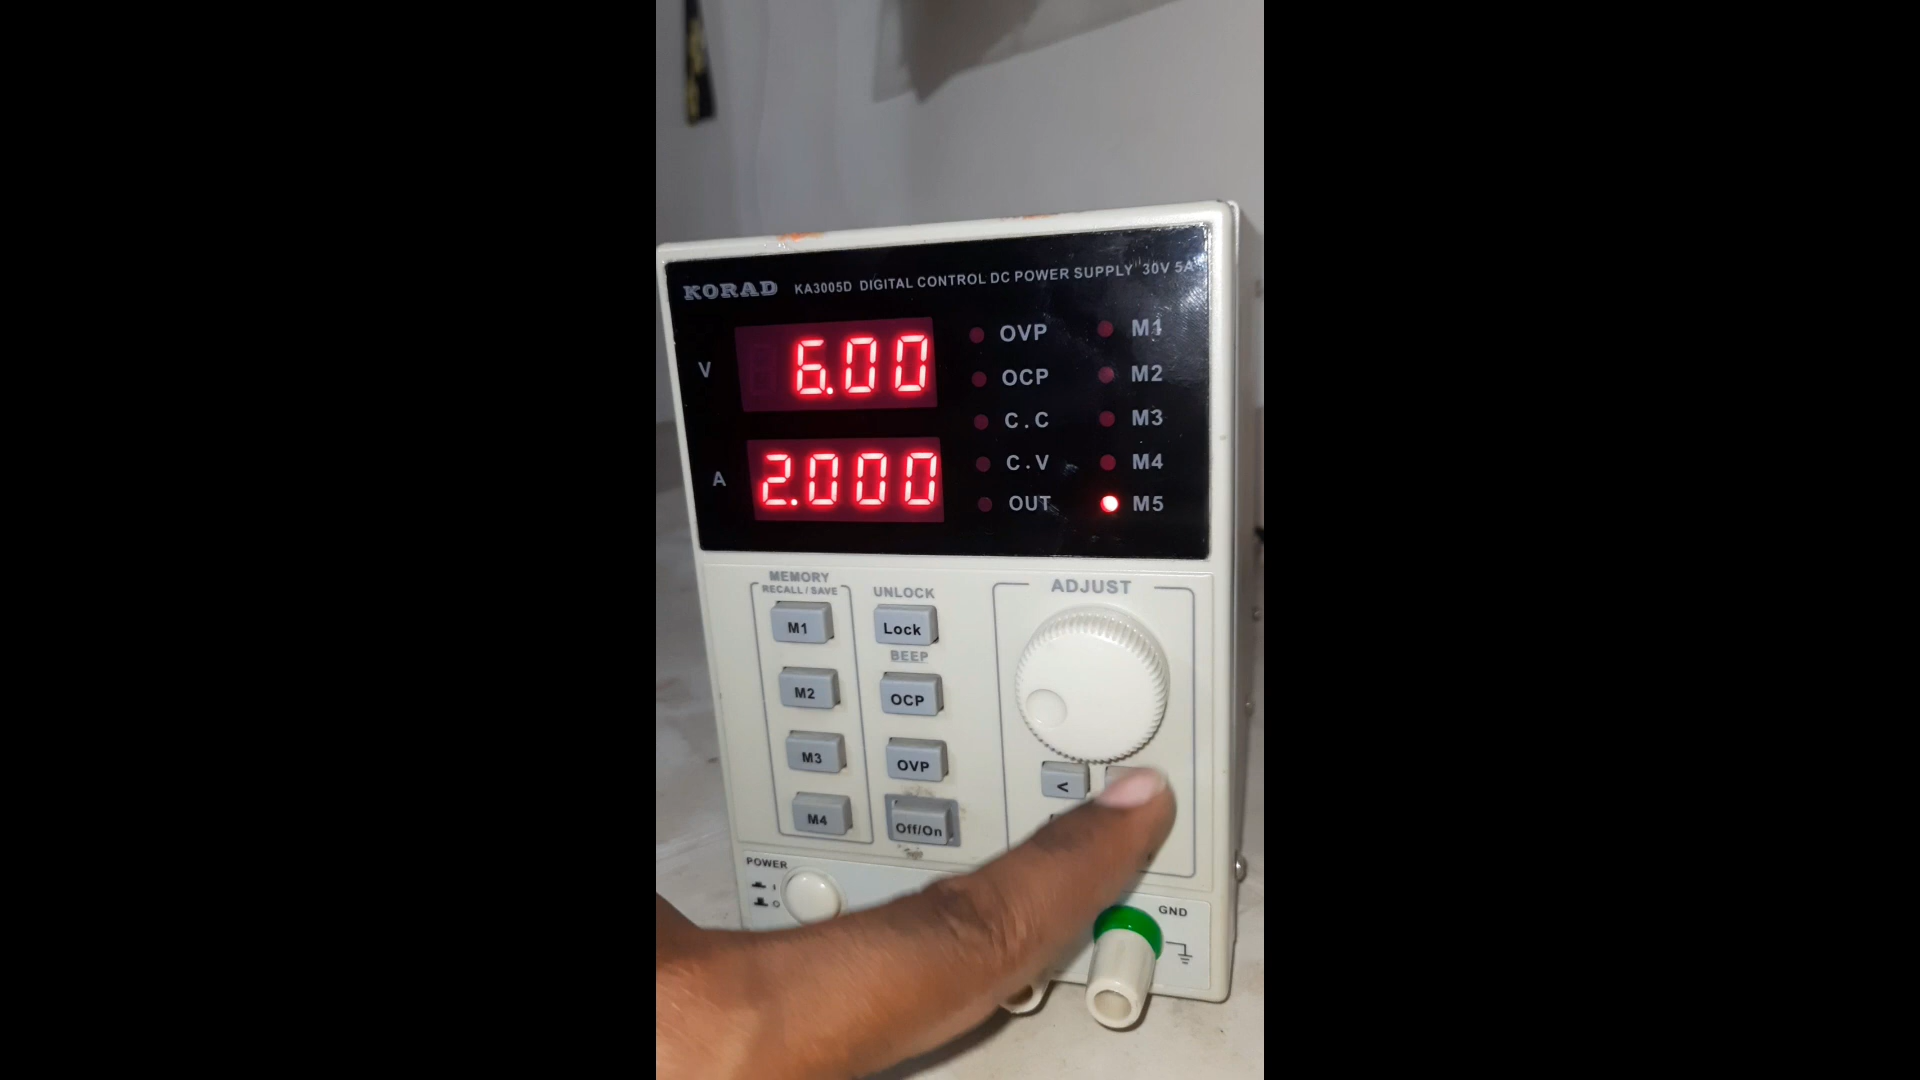 KORAD KA3005D DIGITAL CONTROL DC POWER SUPPLY 30V 5A
V 6.00
A 2.000
OVP M1
OCP M2
C.C M3
C.V M4
OUT M5
MEMORY
RECALL/SAVE
M1
M2
M3
M4
UNLOCK
Lock
BEEP
OCP
OVP
Off/On
ADJUST
<
POWER
I
O
GND